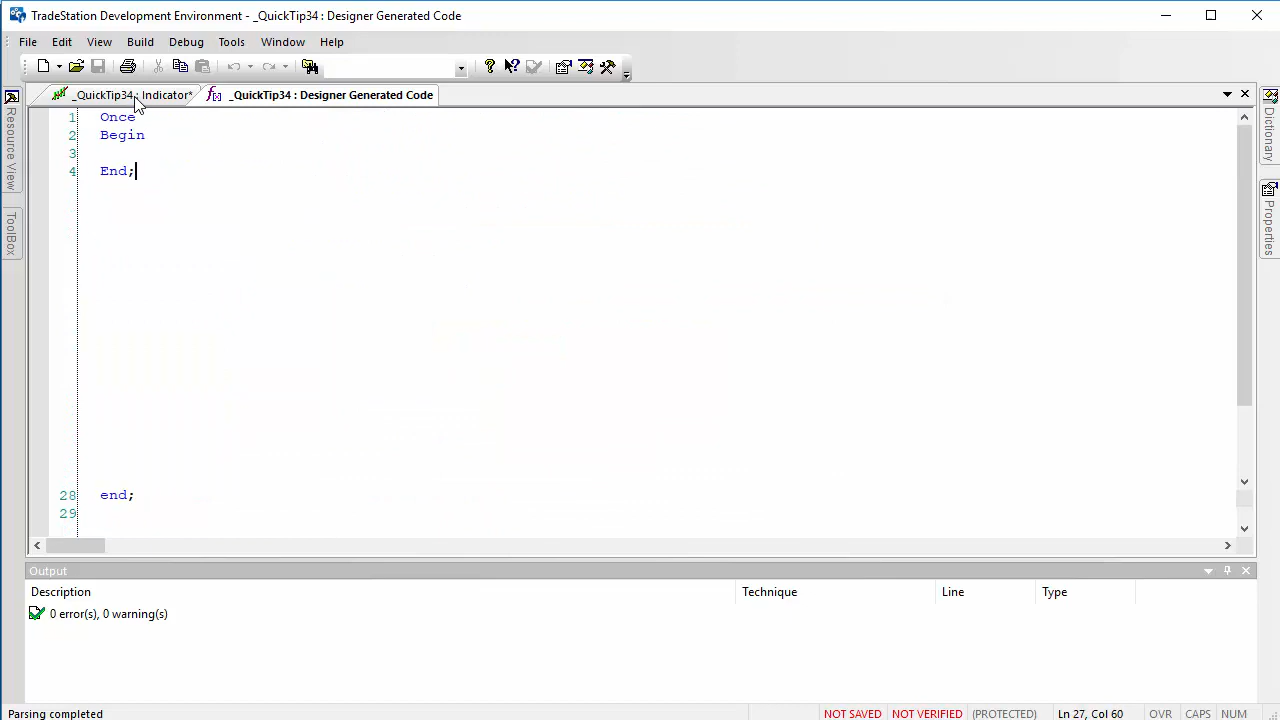 TradeStation Development Environment - _QuickTip34 : Designer Generated Code
File Edit View Build Debug Tools Window Help
_QuickTip34 : Indicator* _QuickTip34 : Designer Generated Code
Resource View
ToolBox
Dictionary
Properties
1 Once
2 Begin
3
4 End;
28 end;
29
Output
Description Technique Line Type
0 error(s), 0 warning(s)
Parsing completed NOT SAVED NOT VERIFIED (PROTECTED) Ln 27, Col 60 OVR CAPS NUM